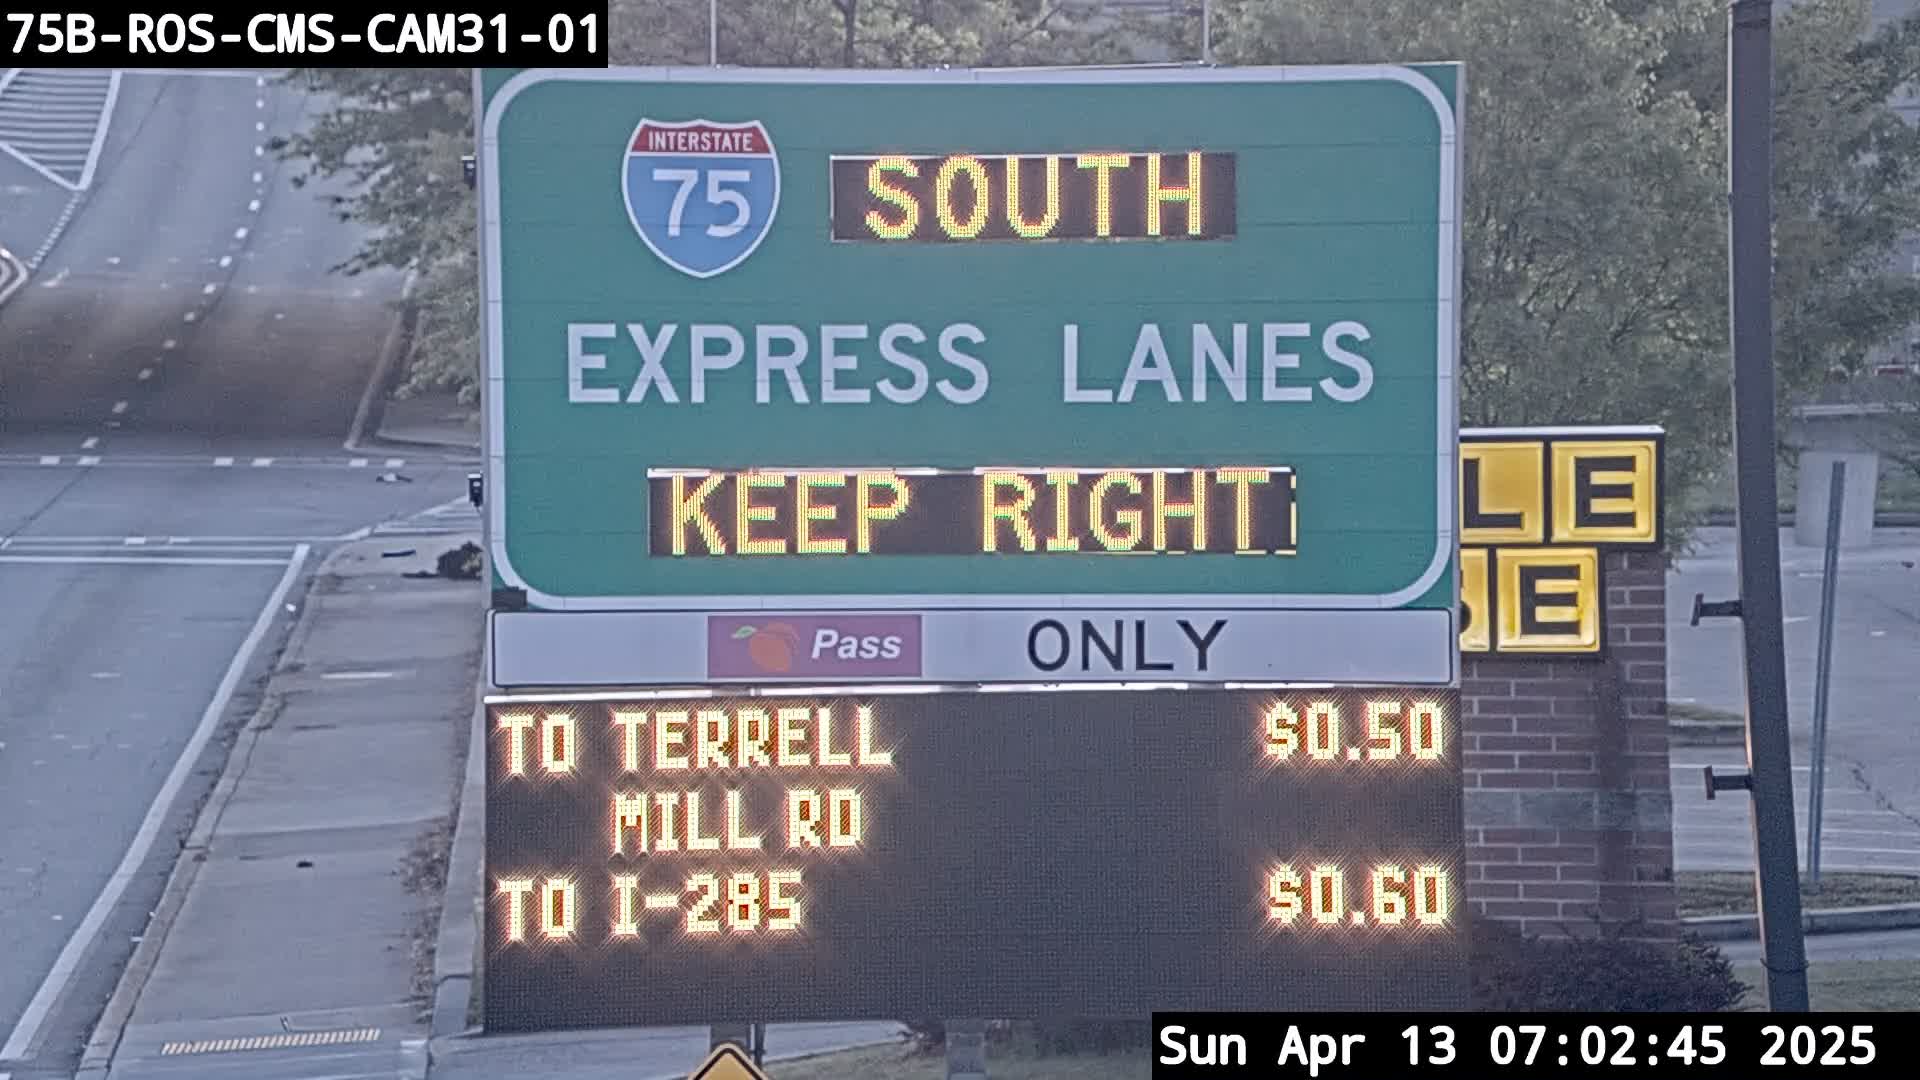 75B-ROS-CMS-CAM31-01
INTERSTATE
75
SOUTH
EXPRESS LANES
KEEP RIGHT
Pass ONLY
TO TERRELL $0.50
MILL RD
TO I-285 $0.60
LE
E
Sun Apr 13 07:02:45 2025